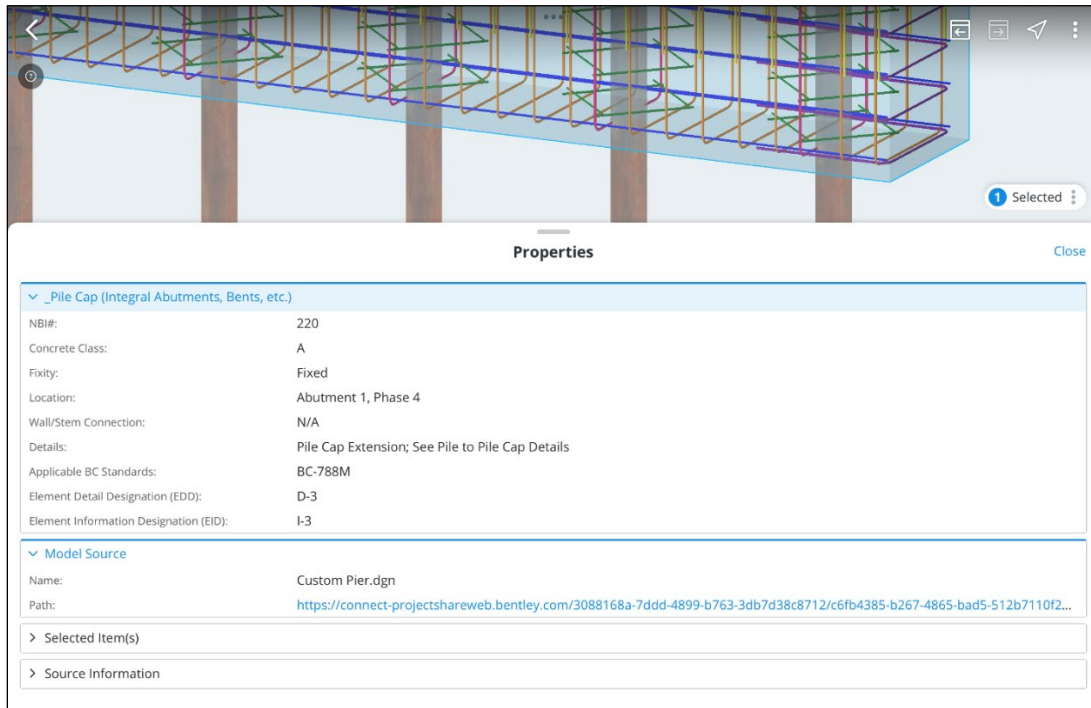 1 Selected
Properties
Close
_Pile Cap (Integral Abutments, Bents, etc.)
NBI#: 220
Concrete Class: A
Fixity: Fixed
Location: Abutment 1, Phase 4
Wall/Stem Connection: N/A
Details: Pile Cap Extension; See Pile to Pile Cap Details
Applicable BC Standards: BC-788M
Element Detail Designation (EDD): D-3
Element Information Designation (EID): I-3
Model Source
Name: Custom Pier.dgn
Path: https://connect-projectshareweb.bentley.com/3088168a-7ddd-4899-b763-3db7d38c8712/c6fb4385-b267-4865-bad5-512b7110f2...
Selected Item(s)
Source Information